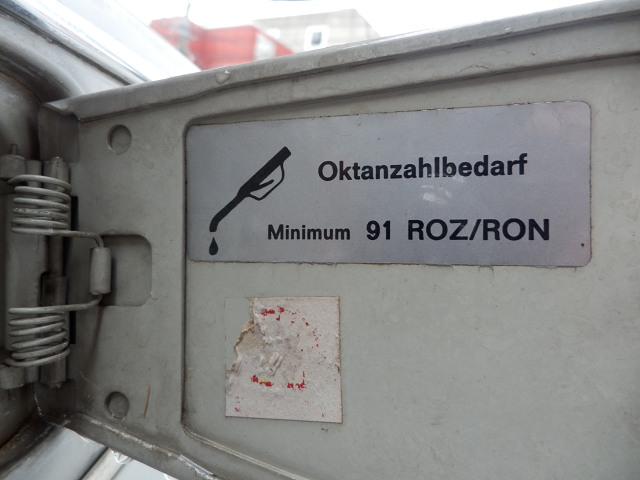 Oktanzahlbedarf
Minimum 91 ROZ/RON